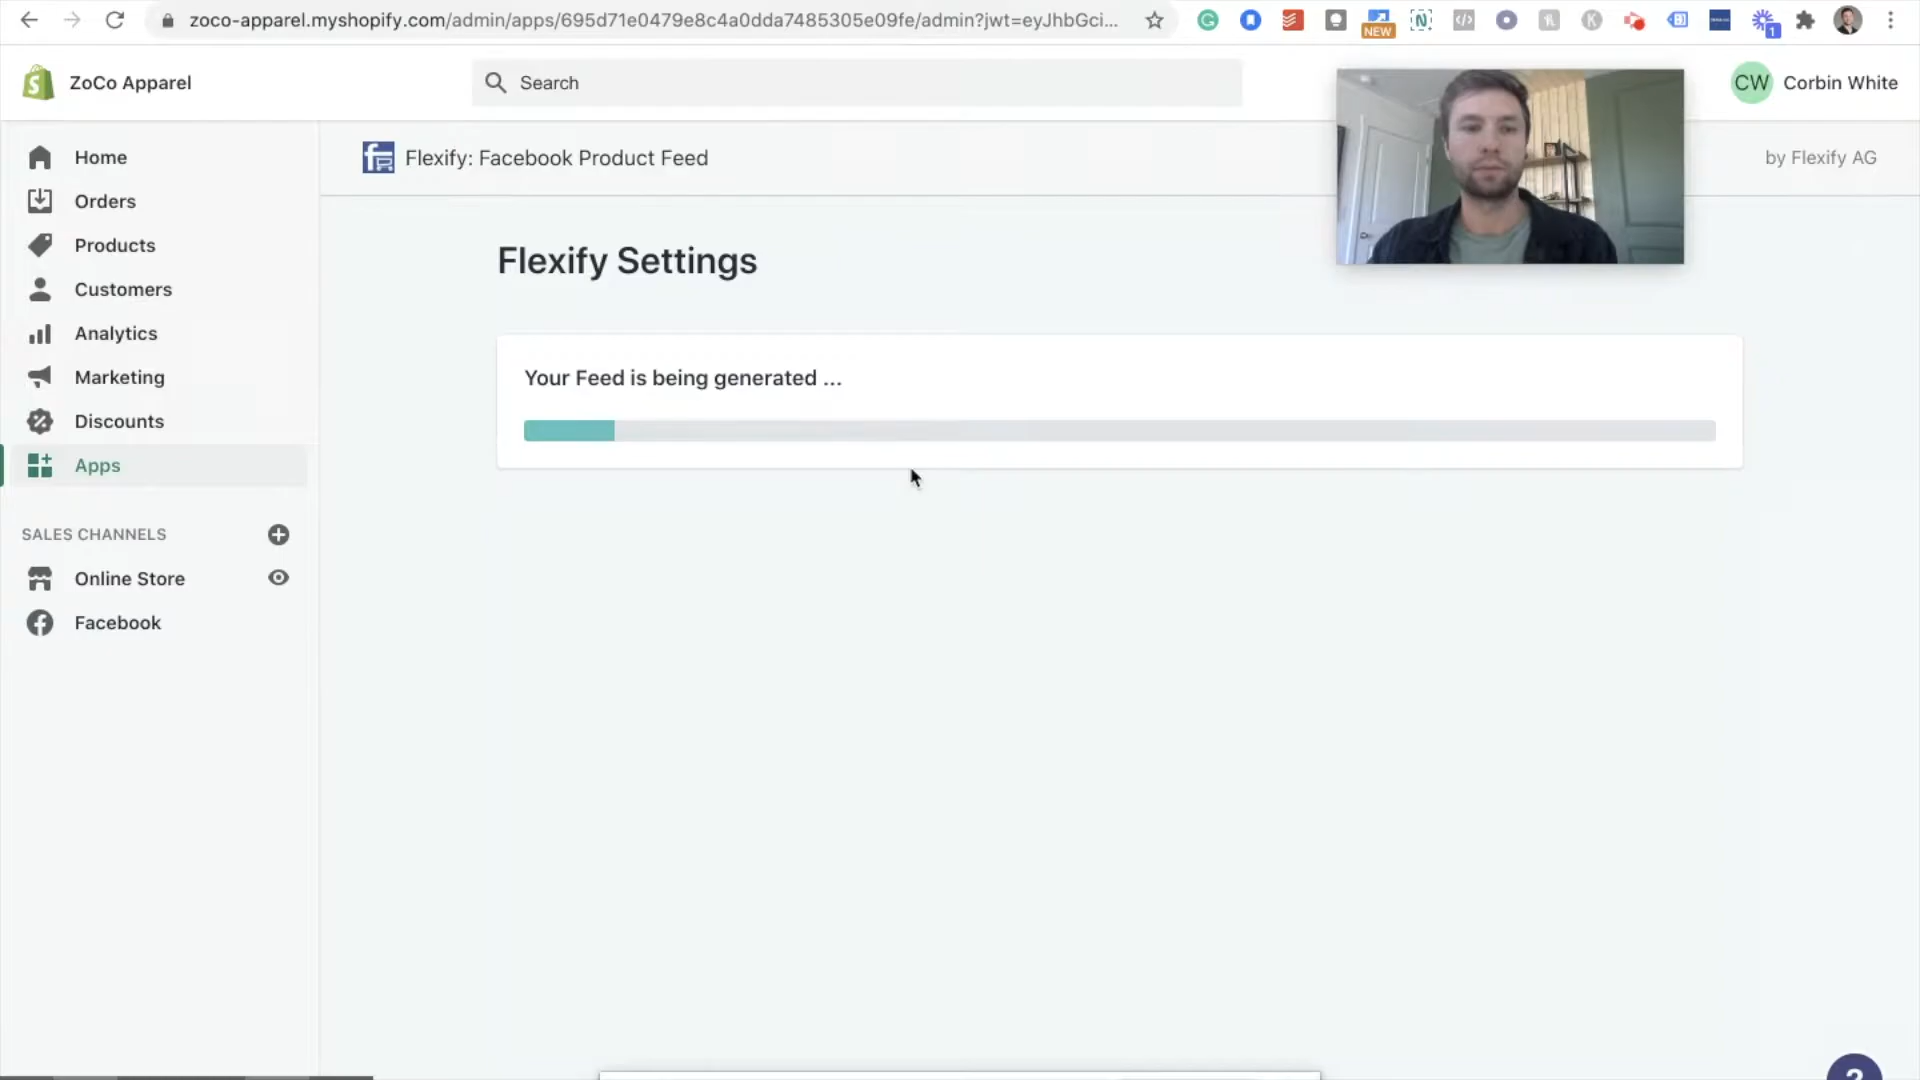 zoco-apparel.myshopify.com/admin/apps/695d71e0479e8c4a0dda7485305e09fe/admin?jwt=eyJhbGci...
NEW
1
ZoCo Apparel
Search
CW
Corbin White
Home
Orders
Products
Customers
Analytics
Marketing
Discounts
Apps
SALES CHANNELS
Online Store
Facebook
Flexify: Facebook Product Feed
by Flexify AG
Flexify Settings
Your Feed is being generated ...
?